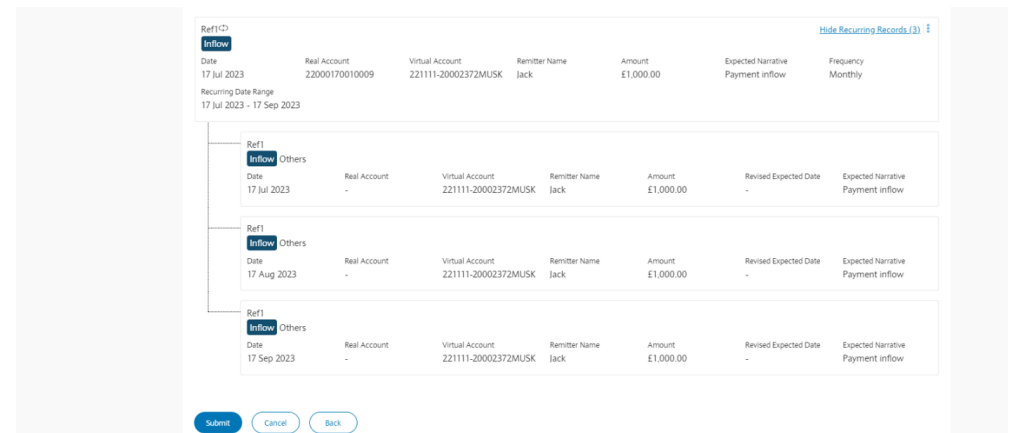 Ref1
Hide Recurring Records (3)
Inflow
Date Real Account Virtual Account Remitter Name Amount Expected Narrative Frequency
17 Jul 2023 22000170010009 221111-20002372MUSK Jack £1,000.00 Payment inflow Monthly
Recurring Date Range
17 Jul 2023 - 17 Sep 2023
Ref1
Inflow Others
Date Real Account Virtual Account Remitter Name Amount Revised Expected Date Expected Narrative
17 Jul 2023 - 221111-20002372MUSK Jack £1,000.00 - Payment inflow
Ref1
Inflow Others
Date Real Account Virtual Account Remitter Name Amount Revised Expected Date Expected Narrative
17 Aug 2023 - 221111-20002372MUSK Jack £1,000.00 - Payment inflow
Ref1
Inflow Others
Date Real Account Virtual Account Remitter Name Amount Revised Expected Date Expected Narrative
17 Sep 2023 - 221111-20002372MUSK Jack £1,000.00 - Payment inflow
Submit Cancel Back